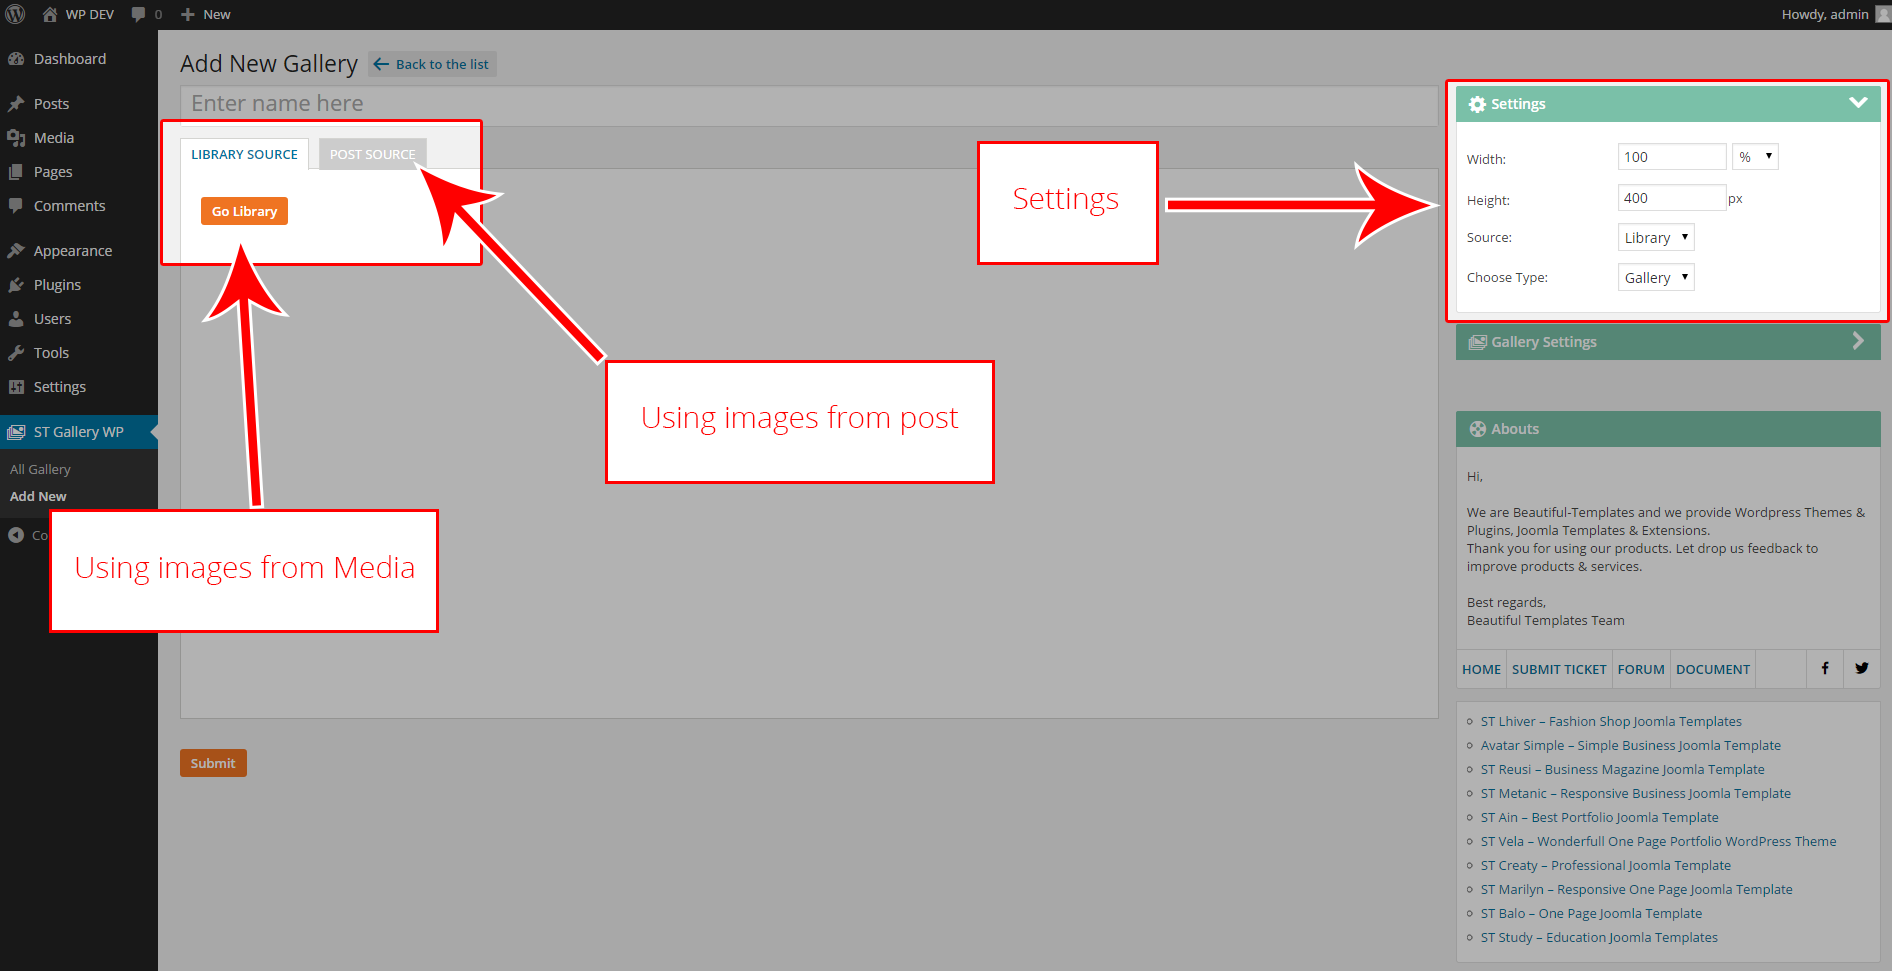 WP DEV 0 New Howdy, admin
Dashboard
Posts
Media
Pages
Comments
Appearance
Plugins
Users
Tools
Settings
ST Gallery WP
All Gallery
Add New
Co
Add New Gallery Back to the list
Enter name here
LIBRARY SOURCE POST SOURCE
Go Library
Using images from Media
Using images from post
Settings
Submit
Settings
Width: 100 %
Height: 400 px
Source: Library
Choose Type: Gallery
Gallery Settings
Abouts
Hi,
We are Beautiful-Templates and we provide Wordpress Themes &
Plugins, Joomla Templates & Extensions.
Thank you for using our products. Let drop us feedback to
improve products & services.
Best regards,
Beautiful Templates Team
HOME SUBMIT TICKET FORUM DOCUMENT
ST Lhiver – Fashion Shop Joomla Templates
Avatar Simple – Simple Business Joomla Template
ST Reusi – Business Magazine Joomla Template
ST Metanic – Responsive Business Joomla Template
ST Ain – Best Portfolio Joomla Template
ST Vela – Wonderfull One Page Portfolio WordPress Theme
ST Creaty – Professional Joomla Template
ST Marilyn – Responsive One Page Joomla Template
ST Balo – One Page Joomla Template
ST Study – Education Joomla Templates